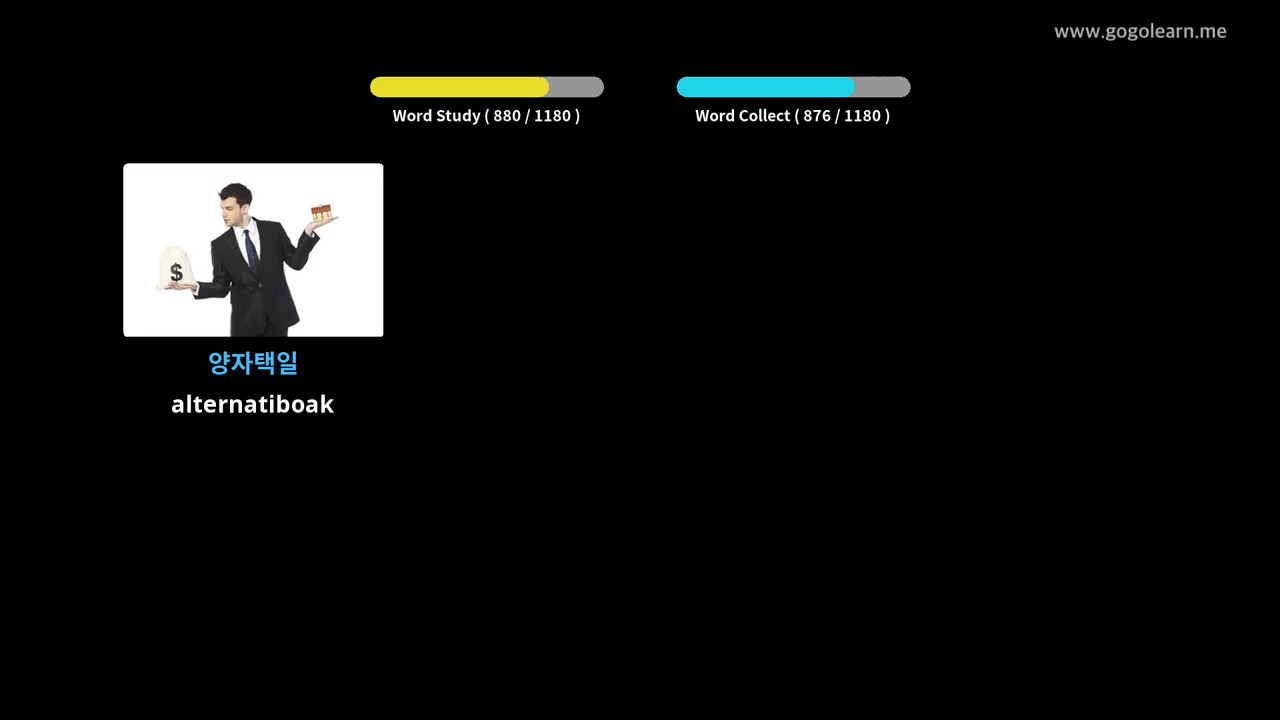 www.gogolearn.me
Word Study ( 880 / 1180 )
Word Collect ( 876 / 1180 )
$
양자택일
alternatiboak